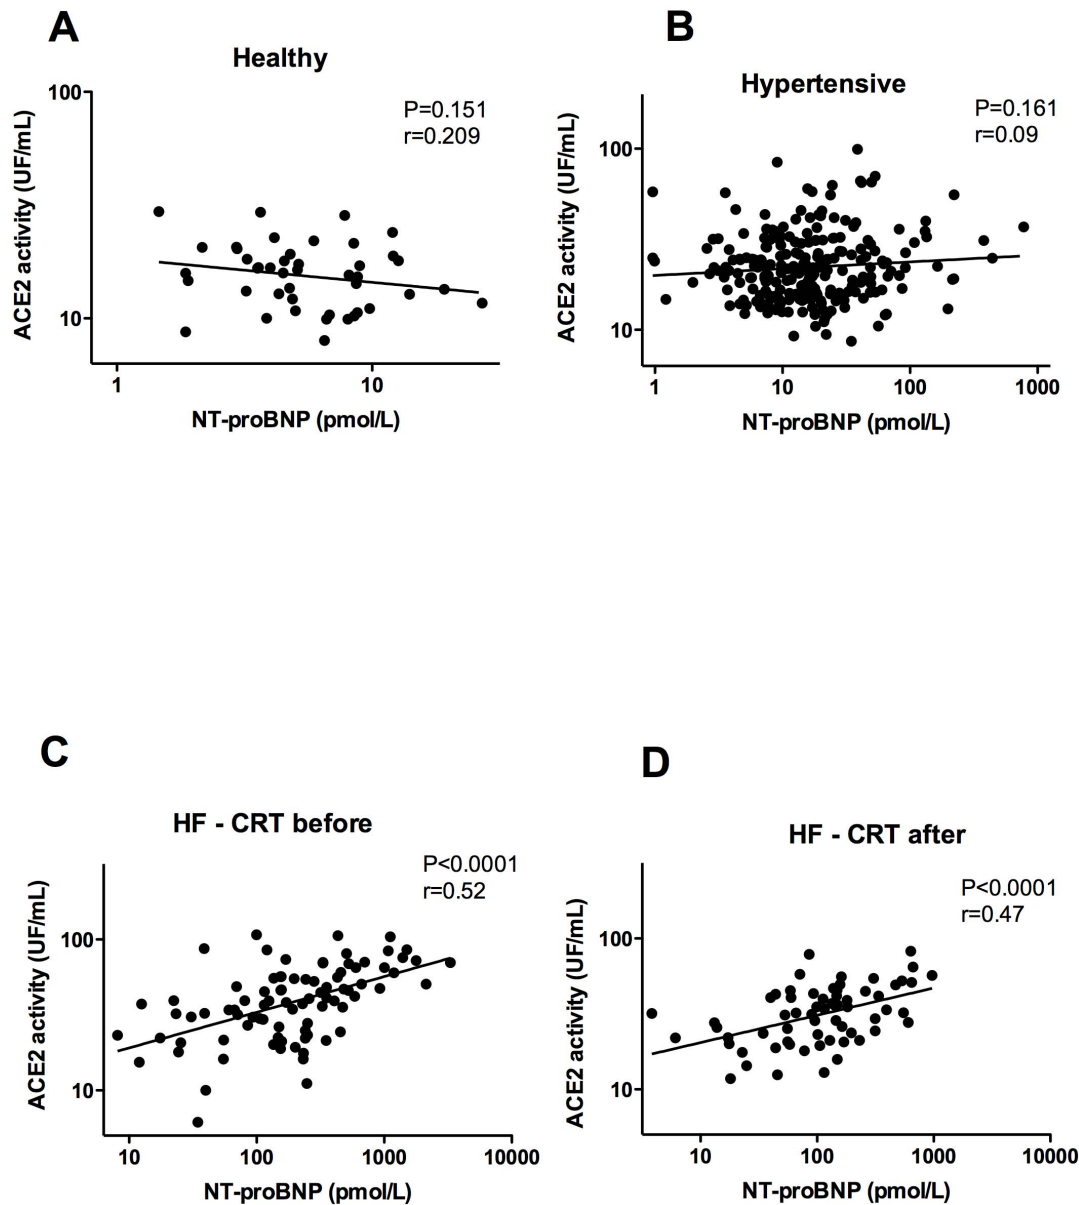 A
Healthy
P=0.151
r=0.209
ACE2 activity (UF/mL)
100
10
1
10
NT-proBNP (pmol/L)
B
Hypertensive
P=0.161
r=0.09
ACE2 activity (UF/mL)
100
10
1
10
100
1000
NT-proBNP (pmol/L)
C
HF - CRT before
P<0.0001
r=0.52
ACE2 activity (UF/mL)
100
10
10
100
1000
10000
NT-proBNP (pmol/L)
D
HF - CRT after
P<0.0001
r=0.47
ACE2 activity (UF/mL)
100
10
10
100
1000
10000
NT-proBNP (pmol/L)